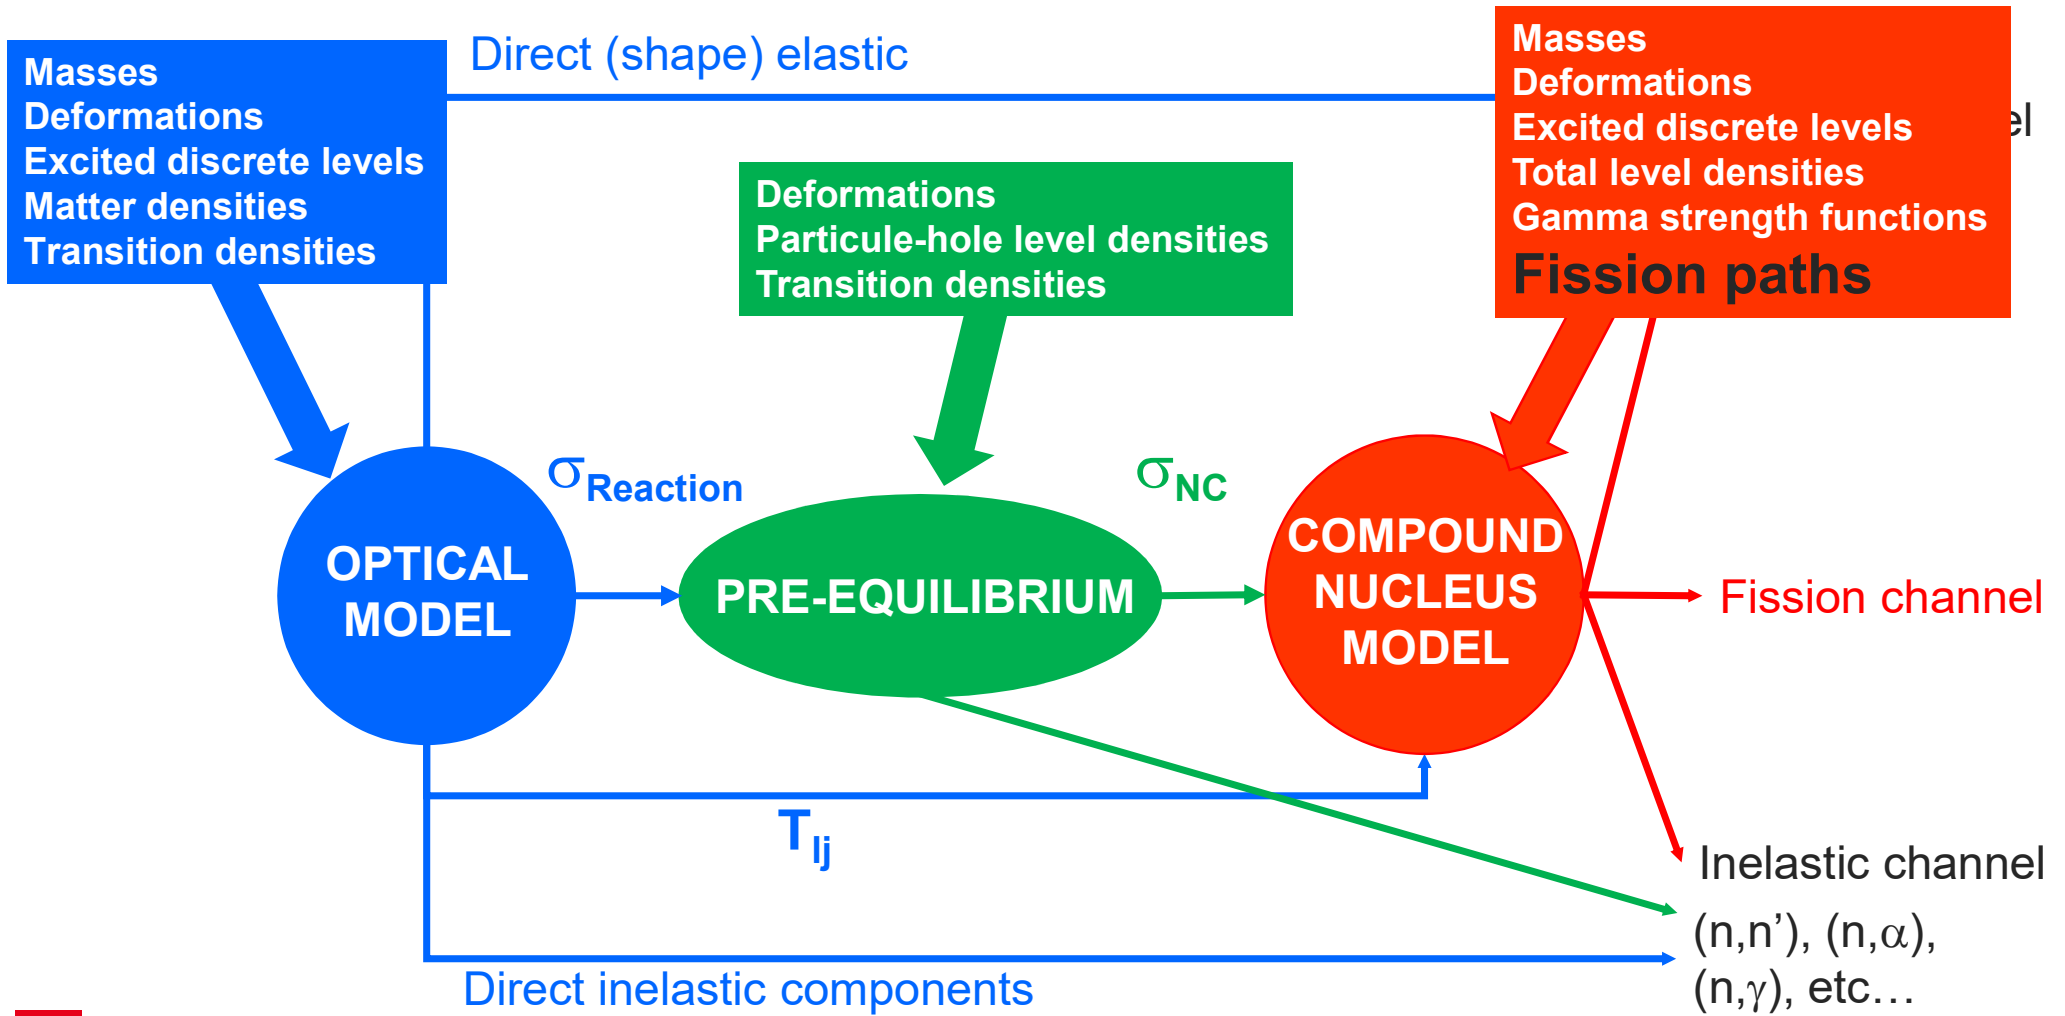 Masses
Deformations
Excited discrete levels
Matter densities
Transition densities
Direct (shape) elastic
Masses
Deformations
Excited discrete levels
Total level densities
Gamma strength functions
Fission paths
Deformations
Particule-hole level densities
Transition densities
σReaction
σNC
OPTICAL
MODEL
PRE-EQUILIBRIUM
COMPOUND
NUCLEUS
MODEL
Fission channel
Tlj
Inelastic channel
(n,n’), (n,α),
(n,γ), etc…
Direct inelastic components